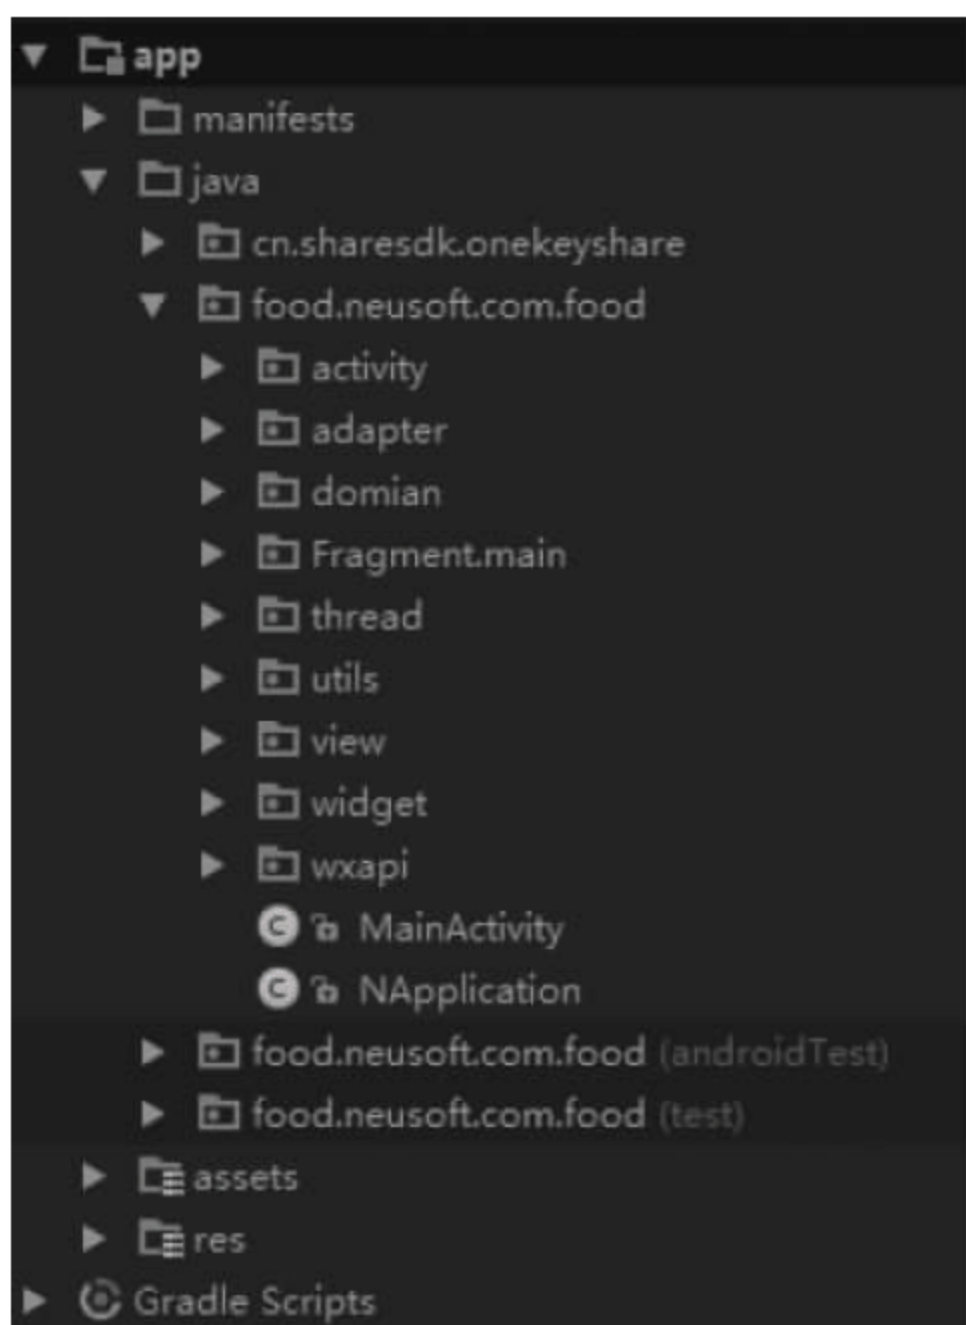 app
manifests
java
cn.sharesdk.onekeyshare
food.neusoft.com.food
activity
adapter
domian
Fragment.main
thread
utils
view
widget
wxapi
MainActivity
NApplication
food.neusoft.com.food (androidTest)
food.neusoft.com.food (test)
assets
res
Gradle Scripts